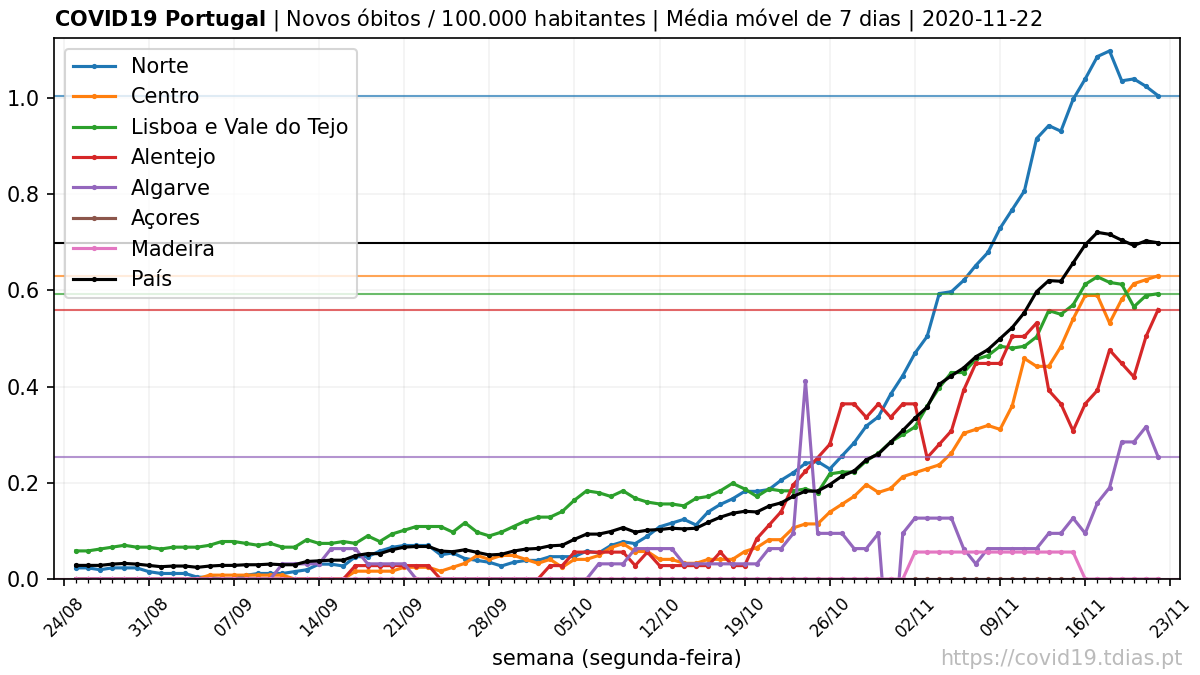 COVID19 Portugal | Novos óbitos / 100.000 habitantes | Média móvel de 7 dias | 2020-11-22
Norte
Centro
Lisboa e Vale do Tejo
Alentejo
Algarve
Açores
Madeira
País
1.0
0.8
0.6
0.4
0.2
0.0
24/08 31/08 07/09 14/09 21/09 28/09 05/10 12/10 19/10 26/10 02/11 09/11 16/11 23/11
semana (segunda-feira)
https://covid19.tdias.pt